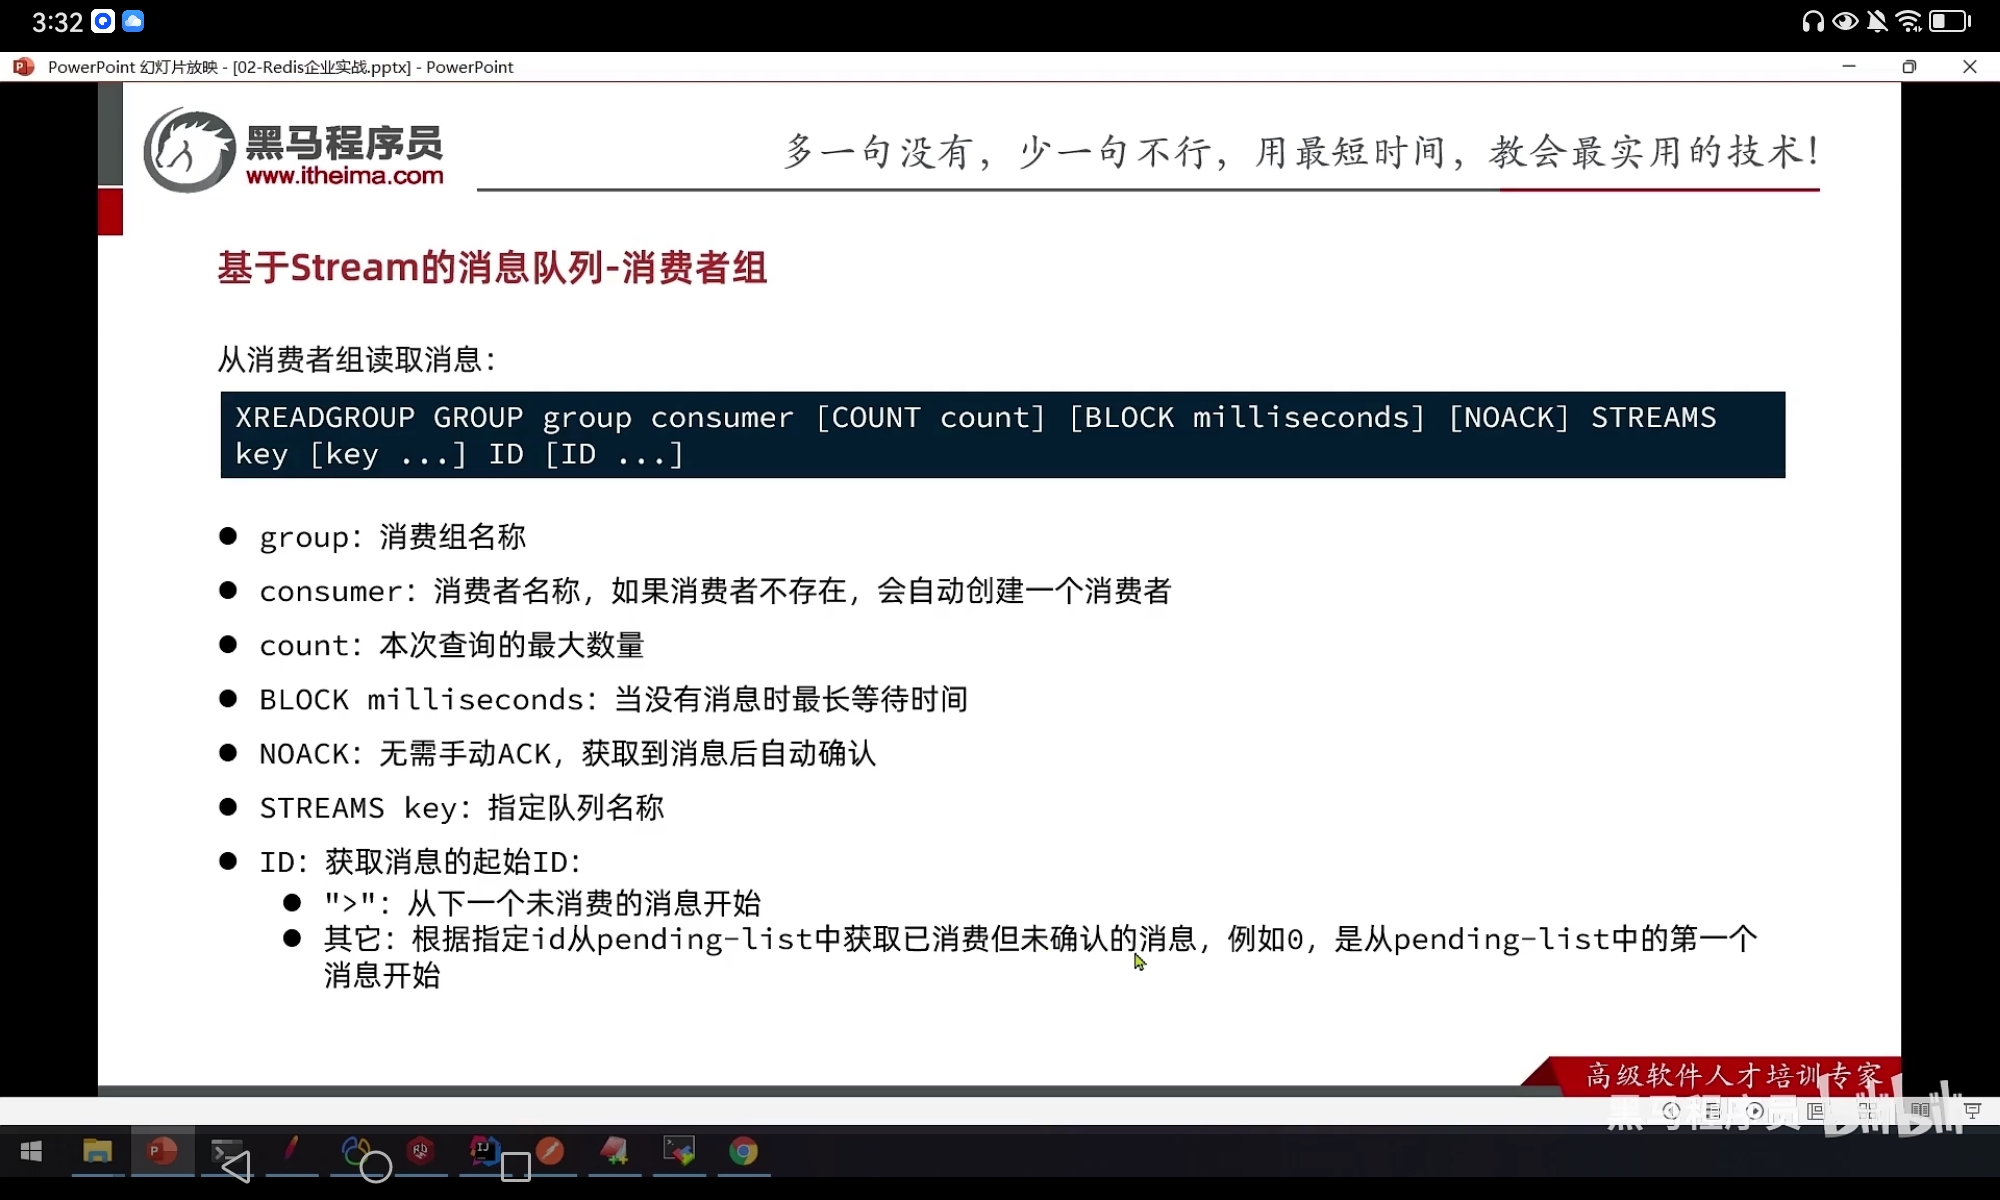 3:32
PowerPoint 幻灯片放映 - [02-Redis企业实战.pptx] - PowerPoint
黑马程序员
www.itheima.com
多一句没有，少一句不行，用最短时间，教会最实用的技术！
基于Stream的消息队列-消费者组
从消费者组读取消息：
XREADGROUP GROUP group consumer [COUNT count] [BLOCK milliseconds] [NOACK] STREAMS
key [key ...] ID [ID ...]
● group：消费组名称
● consumer：消费者名称，如果消费者不存在，会自动创建一个消费者
● count：本次查询的最大数量
● BLOCK milliseconds：当没有消息时最长等待时间
● NOACK：无需手动ACK，获取到消息后自动确认
● STREAMS key：指定队列名称
● ID：获取消息的起始ID：
● ">"：从下一个未消费的消息开始
● 其它：根据指定id从pending-list中获取已消费但未确认的消息，例如0，是从pending-list中的第一个
消息开始
高级软件人才培训专家
黑马程序员 bilibili